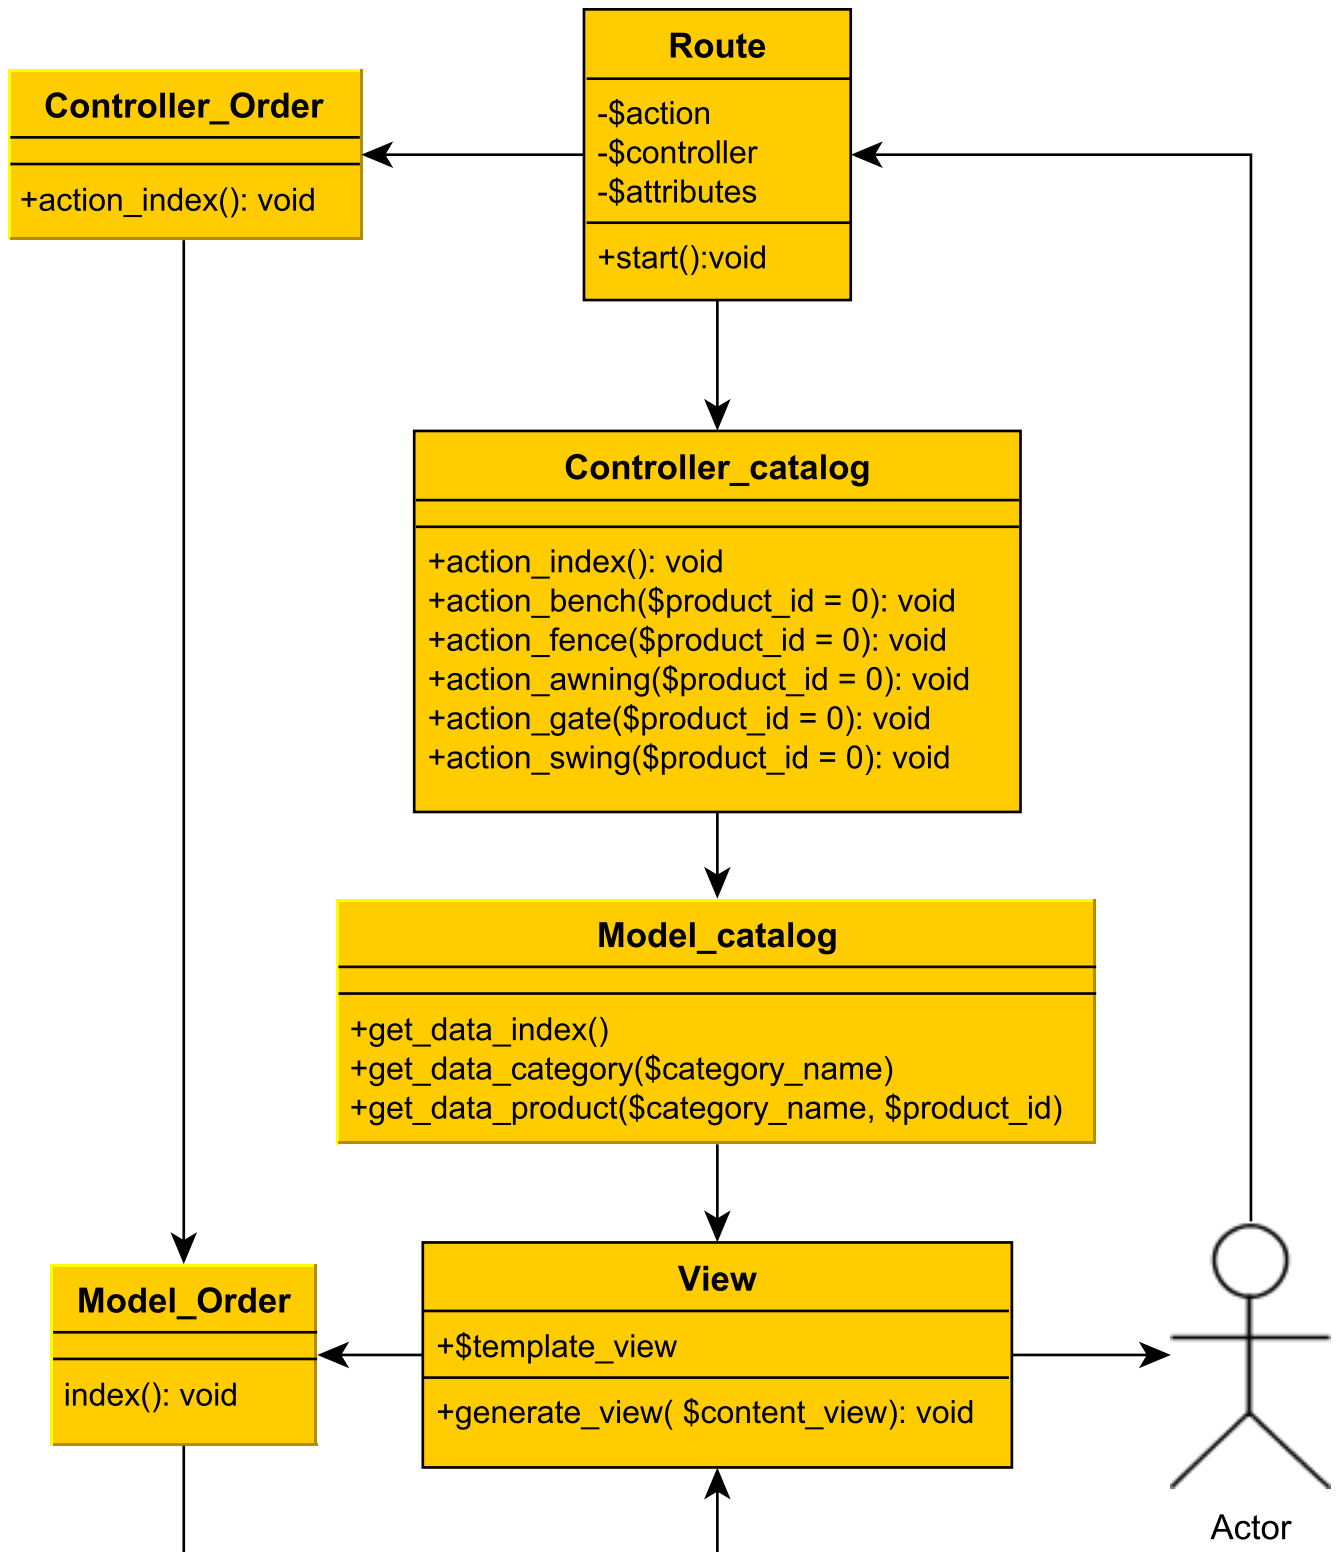 Route
-$action
-$controller
-$attributes
+start():void
Controller_Order
+action_index(): void
Controller_catalog
+action_index(): void
+action_bench($product_id = 0): void
+action_fence($product_id = 0): void
+action_awning($product_id = 0): void
+action_gate($product_id = 0): void
+action_swing($product_id = 0): void
Model_catalog
+get_data_index()
+get_data_category($category_name)
+get_data_product($category_name, $product_id)
Model_Order
index(): void
View
+$template_view
+generate_view( $content_view): void
Actor